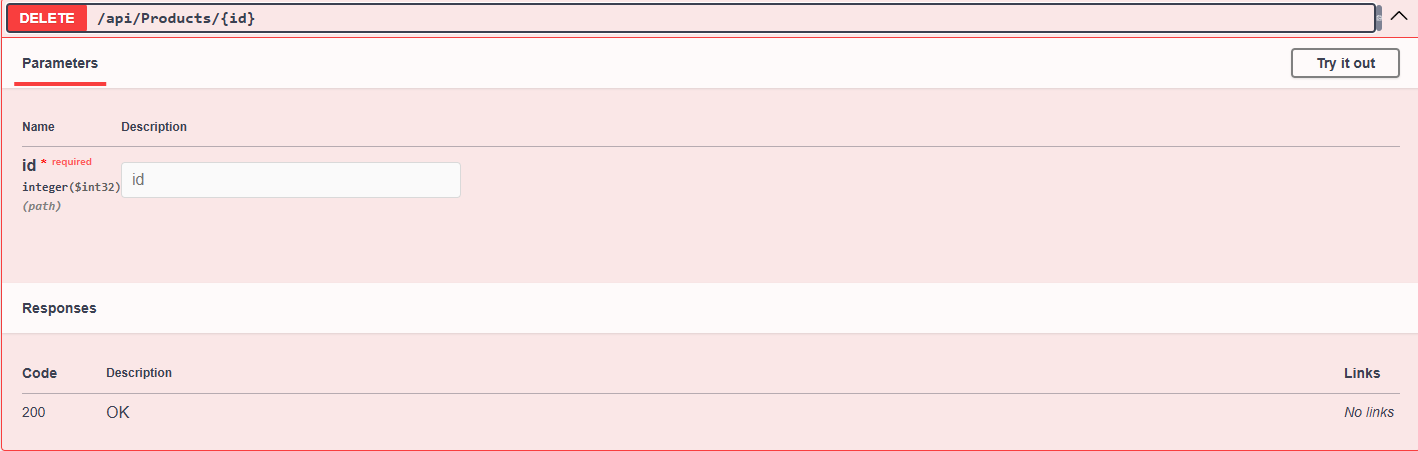 DELETE /api/Products/{id}
Parameters Try it out
Name Description
id * required
integer($int32) id
(path)
Responses
Code Description Links
200 OK No links